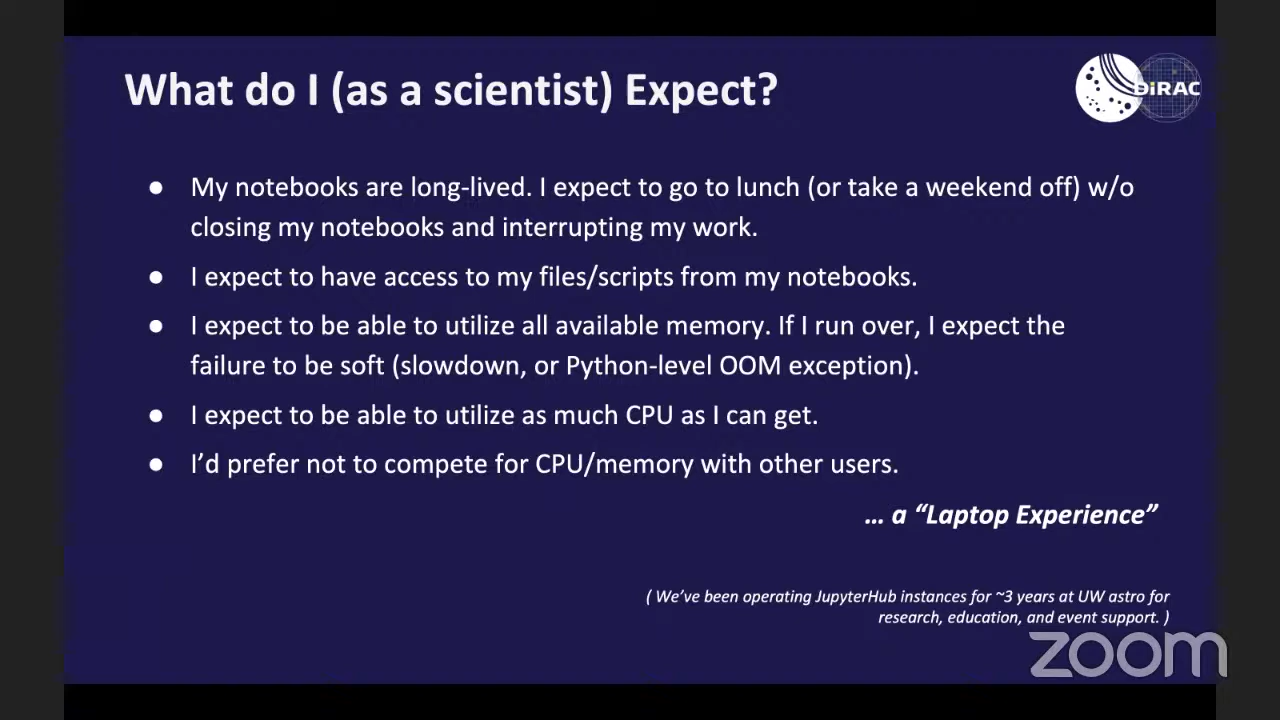 What do I (as a scientist) Expect?
DiRAC
● My notebooks are long-lived. I expect to go to lunch (or take a weekend off) w/o
closing my notebooks and interrupting my work.
● I expect to have access to my files/scripts from my notebooks.
● I expect to be able to utilize all available memory. If I run over, I expect the
failure to be soft (slowdown, or Python-level OOM exception).
● I expect to be able to utilize as much CPU as I can get.
● I’d prefer not to compete for CPU/memory with other users.
… a “Laptop Experience”
( We’ve been operating JupyterHub instances for ~3 years at UW astro for
research, education, and event support. )
zoom